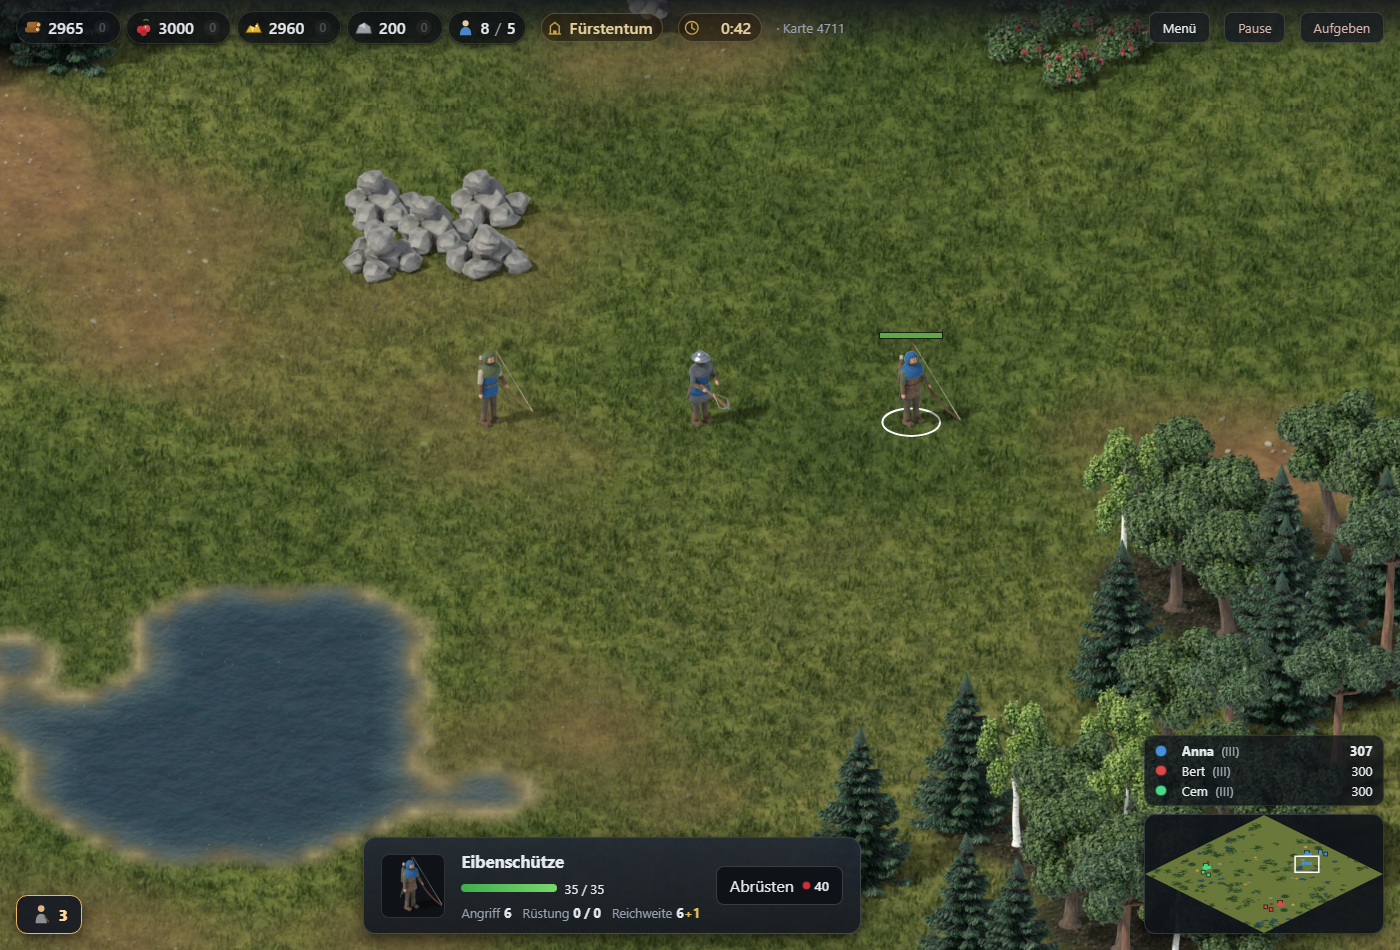 2965 0 3000 0 2960 0 200 0 8 / 5 Fürstentum 0:42 · Karte 4711 Menü Pause Aufgeben
Anna (III) 307
Bert (III) 300
Cem (III) 300
Eibenschütze
35 / 35
Abrüsten 40
Angriff 6 Rüstung 0 / 0 Reichweite 6+1
3